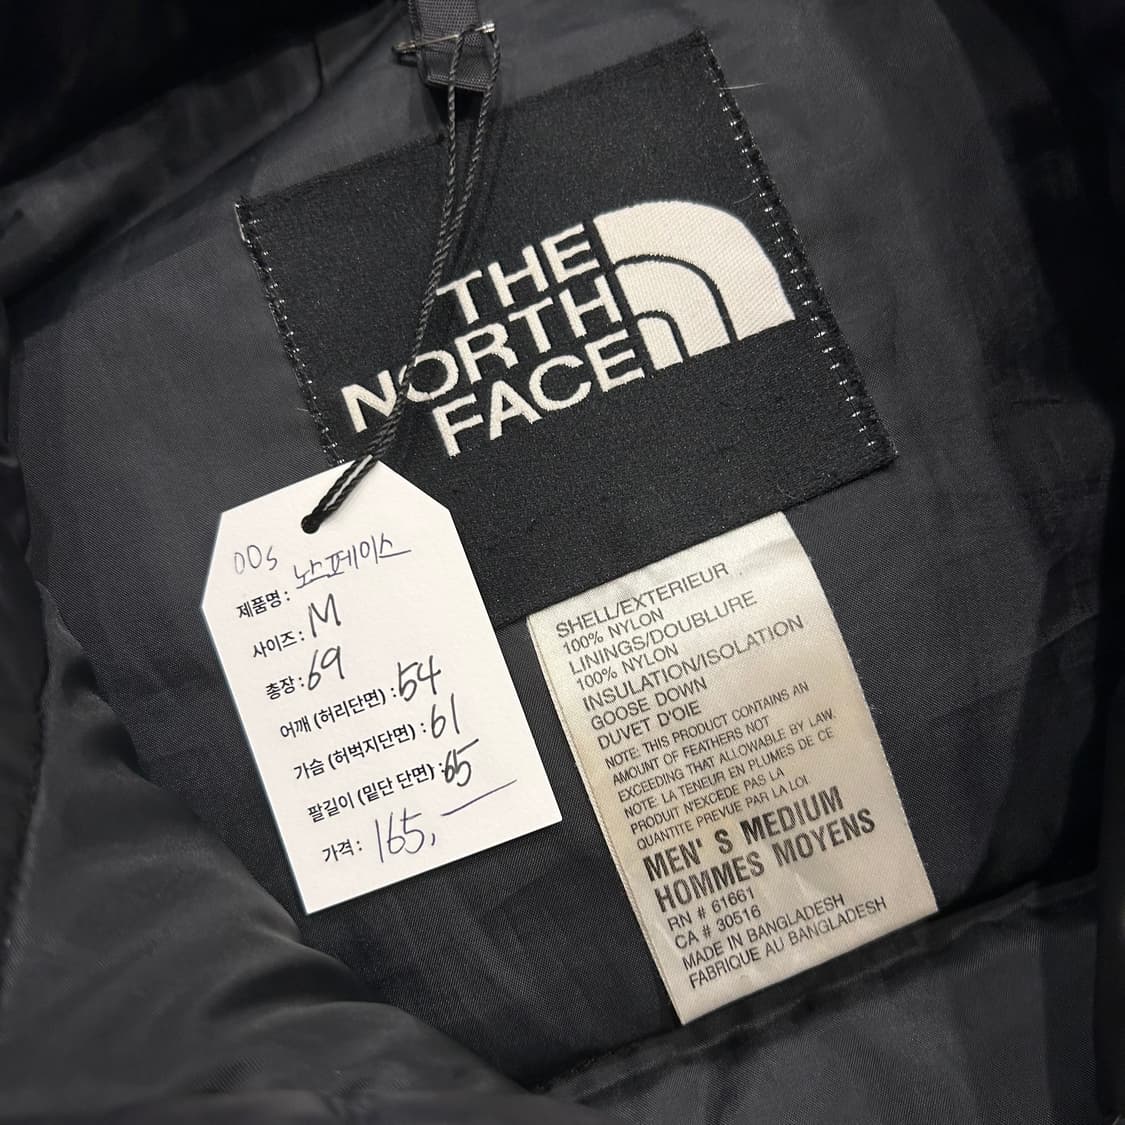 THE
NORTH
FACE
00s
제품명 : 노스페이스
사이즈 : M
총장 : 69
어깨 (허리단면) : 54
가슴 (허벅지단면) : 61
팔길이 (밑단 단면) : 65
가격 : 165,-
SHELL/EXTERIEUR
100% NYLON
LININGS/DOUBLURE
100% NYLON
INSULATION/ISOLATION
GOOSE DOWN
DUVET D'OIE
NOTE: THIS PRODUCT CONTAINS AN
AMOUNT OF FEATHERS NOT
EXCEEDING THAT ALLOWABLE BY LAW.
NOTE: LA TENEUR EN PLUMES DE CE
PRODUIT N'EXCEDE PAS LA
QUANTITE PREVUE PAR LA LOI.
MEN' S MEDIUM
HOMMES MOYENS
RN # 61661
CA # 30516
MADE IN BANGLADESH
FABRIQUE AU BANGLADESH